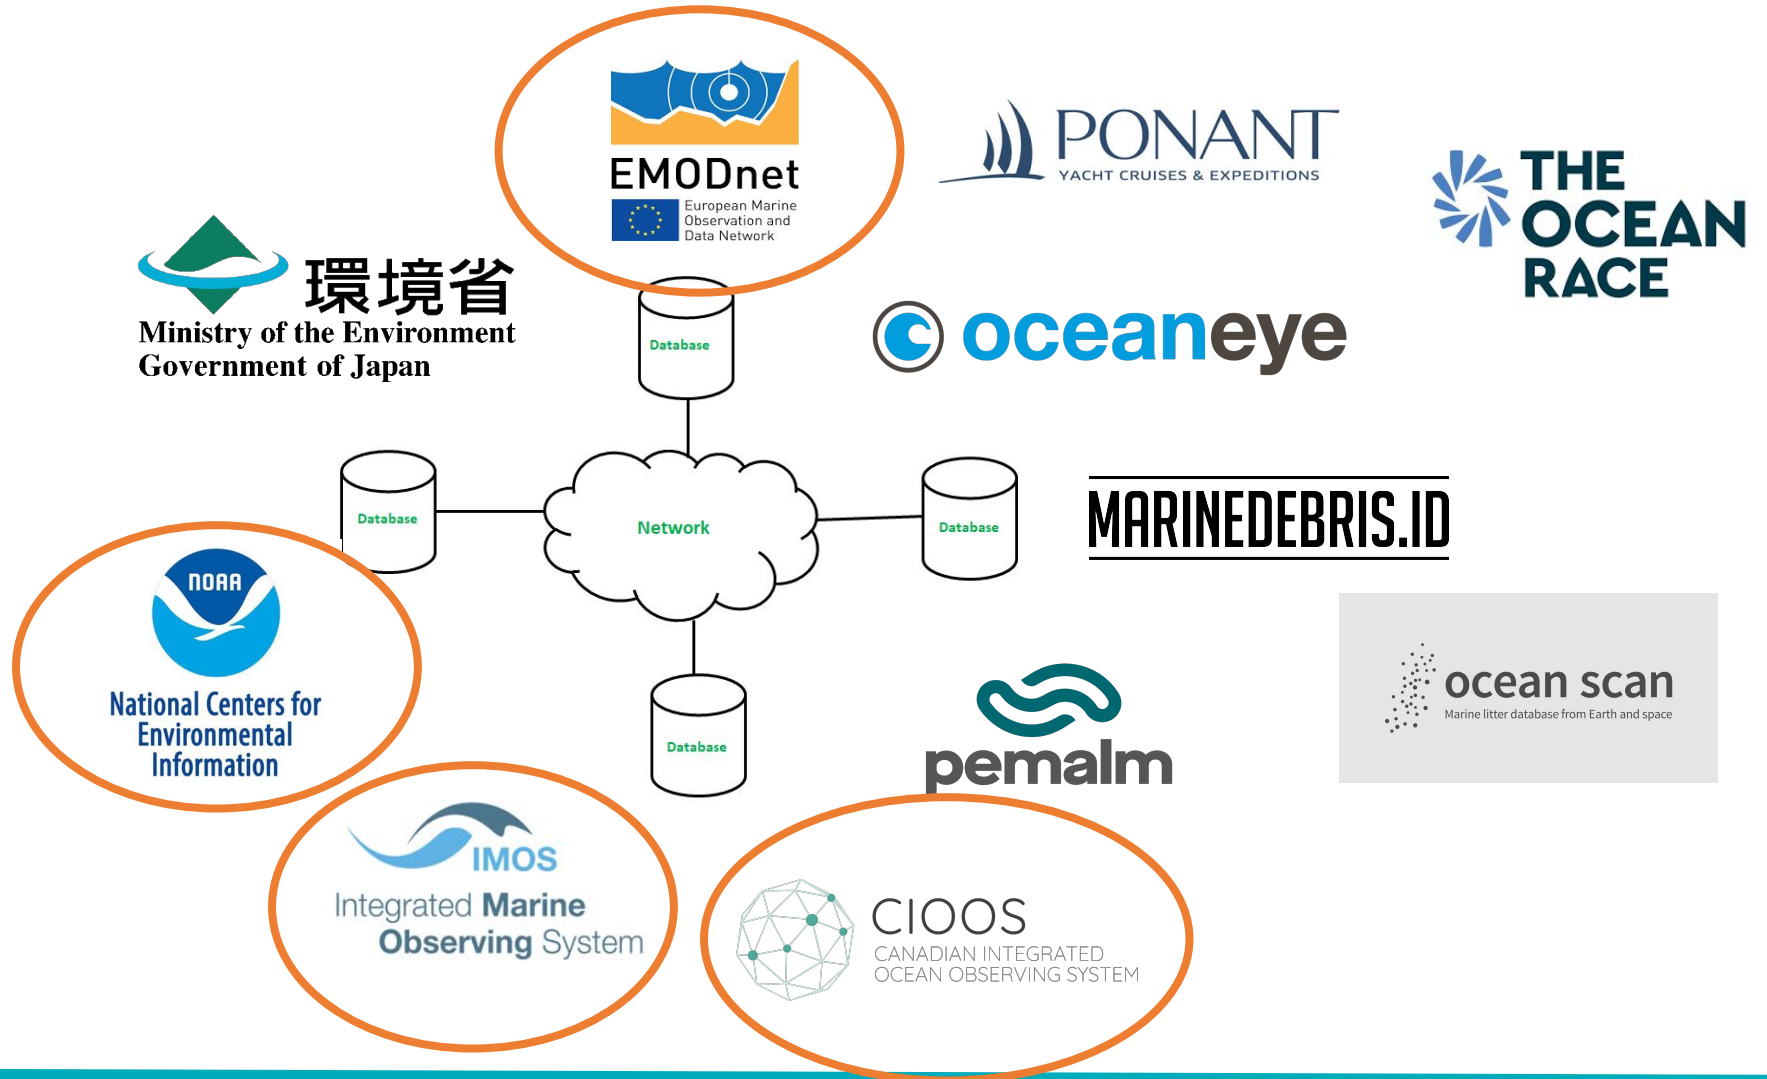 EMODnet
European Marine
Observation and
Data Network
PONANT
YACHT CRUISES & EXPEDITIONS
THE
OCEAN
RACE
環境省
Ministry of the Environment
Government of Japan
Database
oceaneye
Database
Network
Database
MARINEDEBRIS.ID
NOAA
National Centers for
Environmental
Information
Database
pemalm
ocean scan
Marine litter database from Earth and space
IMOS
Integrated Marine
Observing System
CIOOS
CANADIAN INTEGRATED
OCEAN OBSERVING SYSTEM